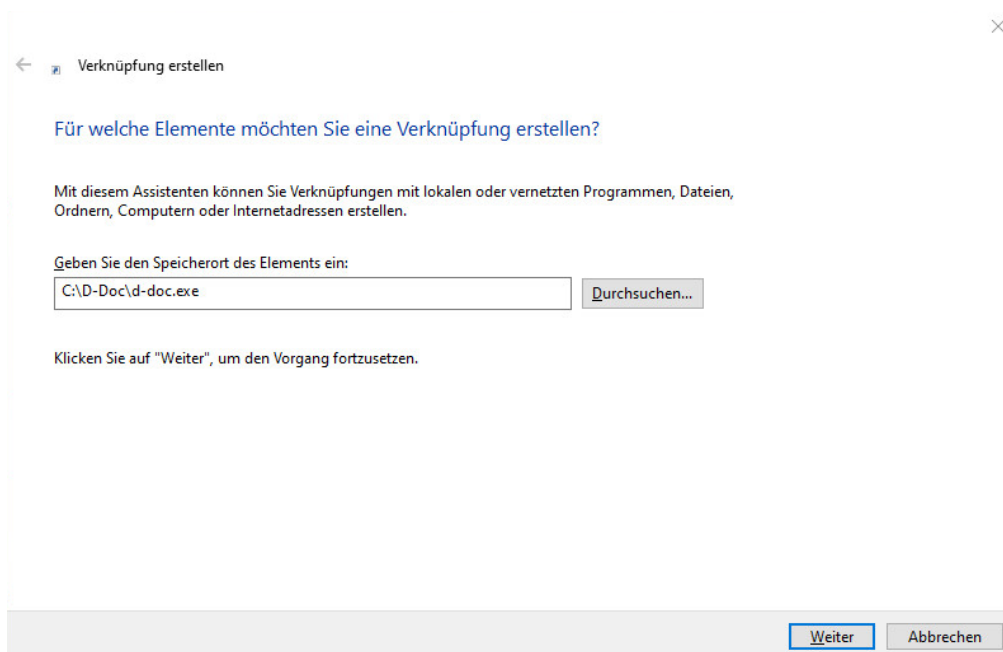 Verknüpfung erstellen
Für welche Elemente möchten Sie eine Verknüpfung erstellen?
Mit diesem Assistenten können Sie Verknüpfungen mit lokalen oder vernetzten Programmen, Dateien,
Ordnern, Computern oder Internetadressen erstellen.
Geben Sie den Speicherort des Elements ein:
C:\D-Doc\d-doc.exe
Durchsuchen...
Klicken Sie auf "Weiter", um den Vorgang fortzusetzen.
Weiter
Abbrechen